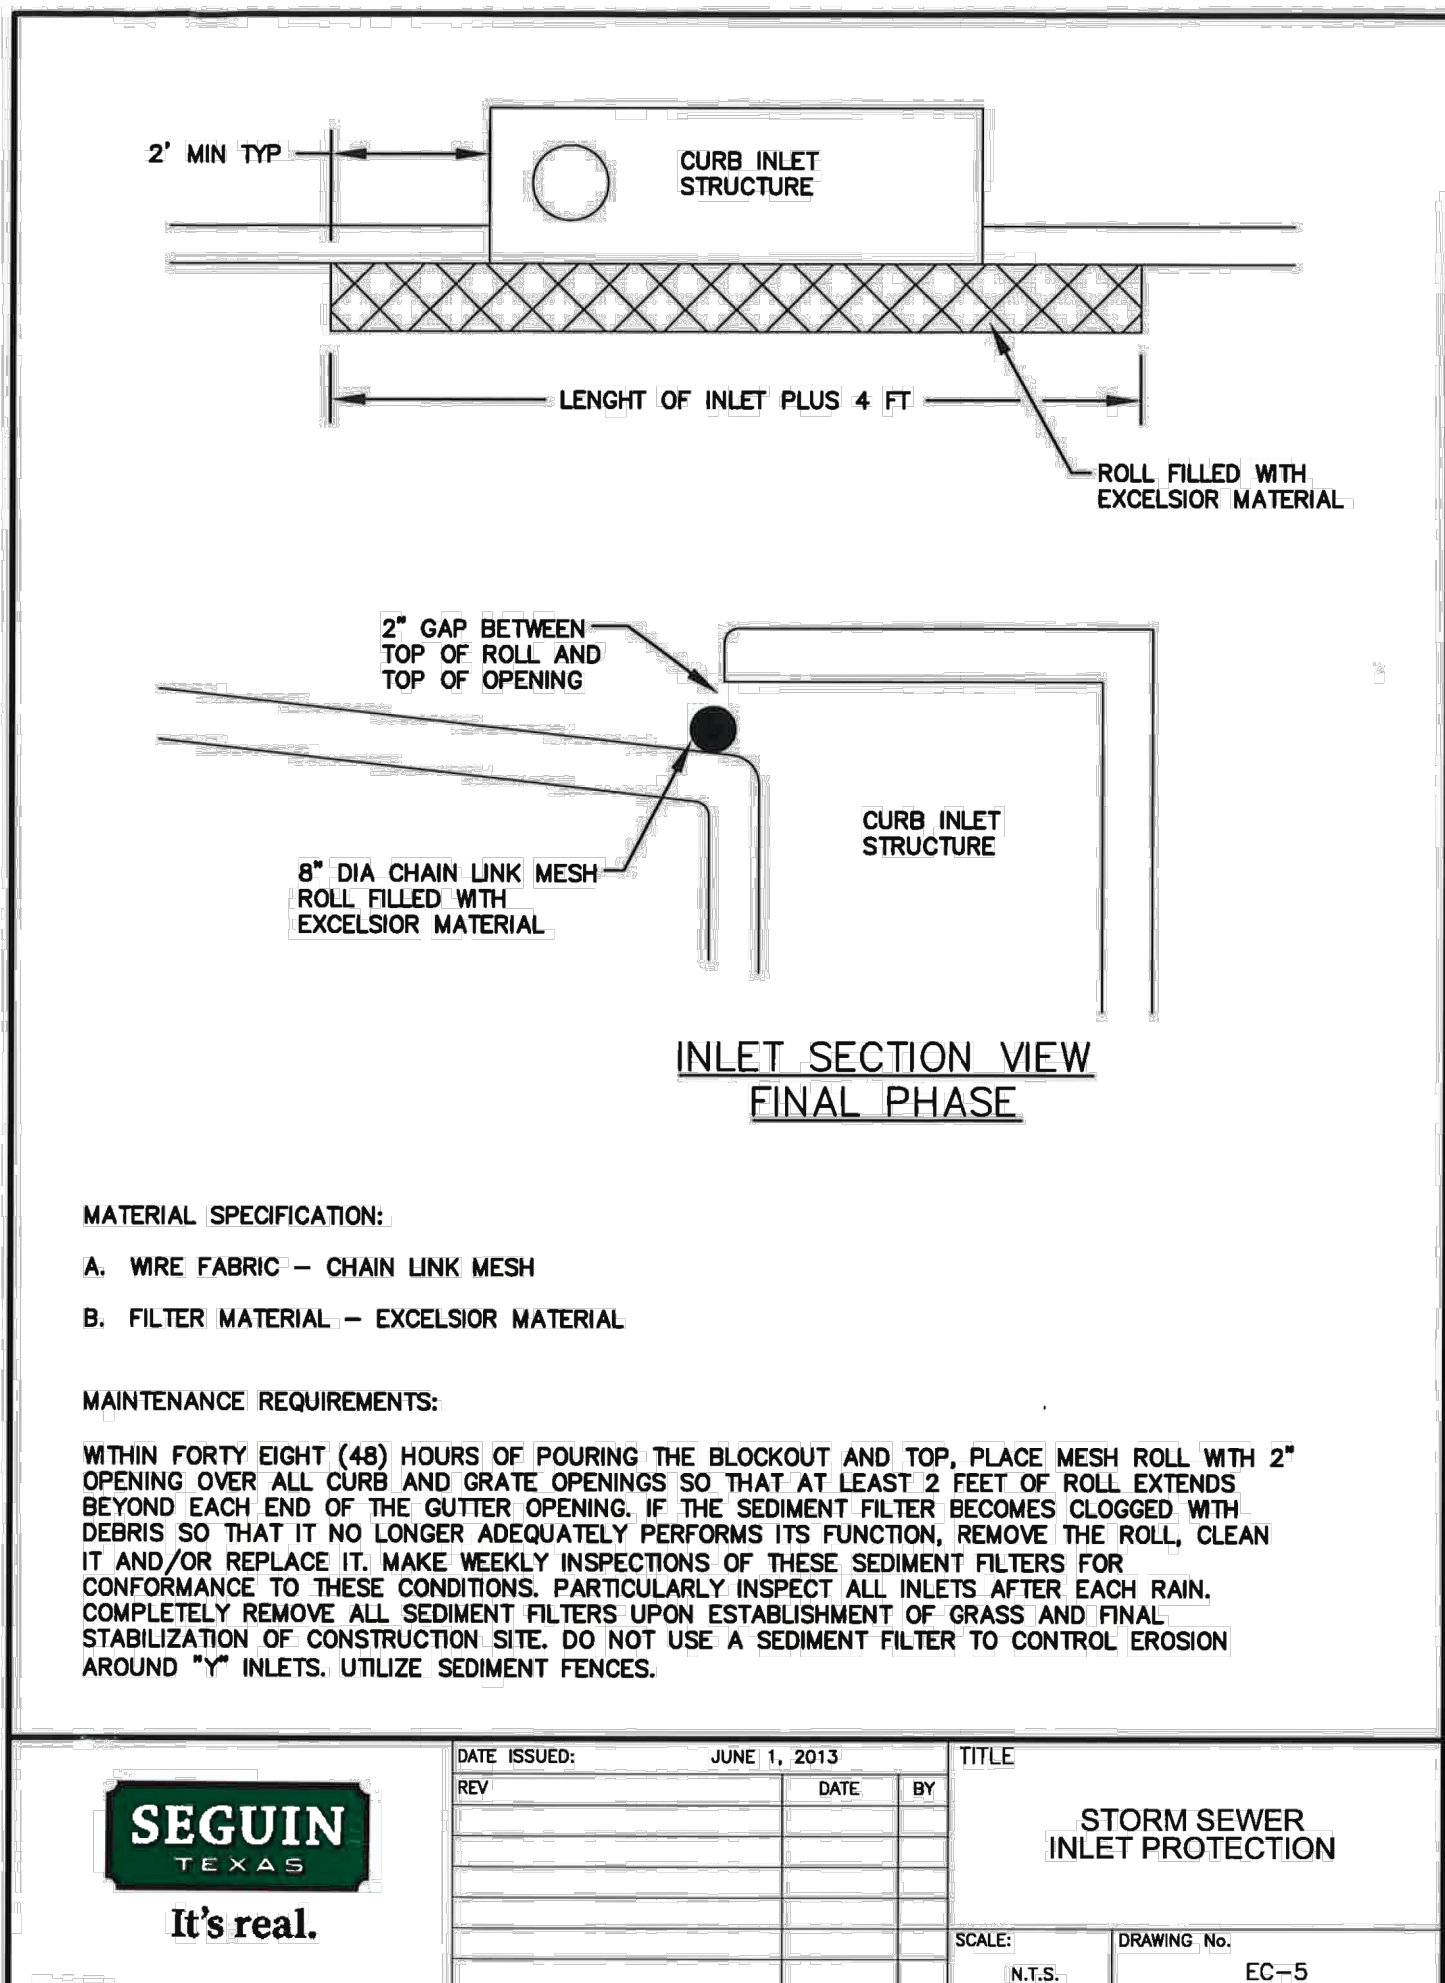 2' MIN TYP
CURB INLET
STRUCTURE
LENGHT OF INLET PLUS 4 FT
ROLL FILLED WITH
EXCELSIOR MATERIAL
2" GAP BETWEEN
TOP OF ROLL AND
TOP OF OPENING
CURB INLET
STRUCTURE
8" DIA CHAIN LINK MESH
ROLL FILLED WITH
EXCELSIOR MATERIAL
INLET SECTION VIEW
FINAL PHASE
MATERIAL SPECIFICATION:
A. WIRE FABRIC – CHAIN LINK MESH
B. FILTER MATERIAL – EXCELSIOR MATERIAL
MAINTENANCE REQUIREMENTS:
WITHIN FORTY EIGHT (48) HOURS OF POURING THE BLOCKOUT AND TOP, PLACE MESH ROLL WITH 2"
OPENING OVER ALL CURB AND GRATE OPENINGS SO THAT AT LEAST 2 FEET OF ROLL EXTENDS
BEYOND EACH END OF THE GUTTER OPENING. IF THE SEDIMENT FILTER BECOMES CLOGGED WITH
DEBRIS SO THAT IT NO LONGER ADEQUATELY PERFORMS ITS FUNCTION, REMOVE THE ROLL, CLEAN
IT AND/OR REPLACE IT. MAKE WEEKLY INSPECTIONS OF THESE SEDIMENT FILTERS FOR
CONFORMANCE TO THESE CONDITIONS. PARTICULARLY INSPECT ALL INLETS AFTER EACH RAIN.
COMPLETELY REMOVE ALL SEDIMENT FILTERS UPON ESTABLISHMENT OF GRASS AND FINAL
STABILIZATION OF CONSTRUCTION SITE. DO NOT USE A SEDIMENT FILTER TO CONTROL EROSION
AROUND "Y" INLETS. UTILIZE SEDIMENT FENCES.
SEGUIN
TEXAS
It's real.
DATE ISSUED: JUNE 1, 2013
REV DATE BY
TITLE
STORM SEWER
INLET PROTECTION
SCALE:
N.T.S.
DRAWING No.
EC–5